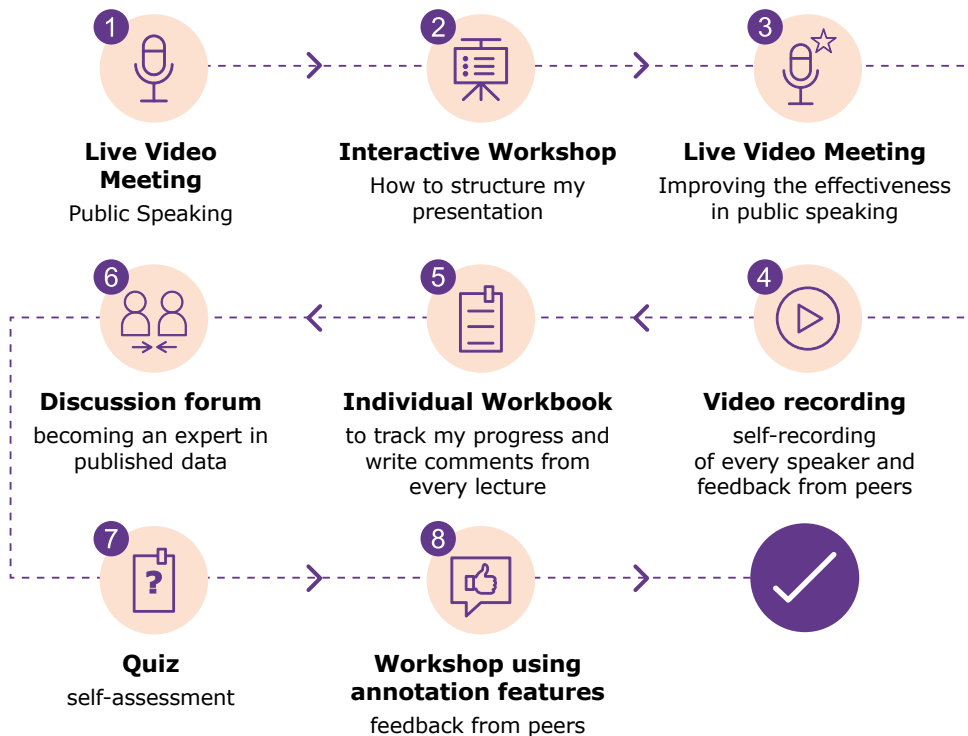 1
Live Video
Meeting
Public Speaking
2
Interactive Workshop
How to structure my
presentation
3
Live Video Meeting
Improving the effectiveness
in public speaking
4
Video recording
self-recording
of every speaker and
feedback from peers
5
Individual Workbook
to track my progress and
write comments from
every lecture
6
Discussion forum
becoming an expert in
published data
7
?
Quiz
self-assessment
8
Workshop using
annotation features
feedback from peers